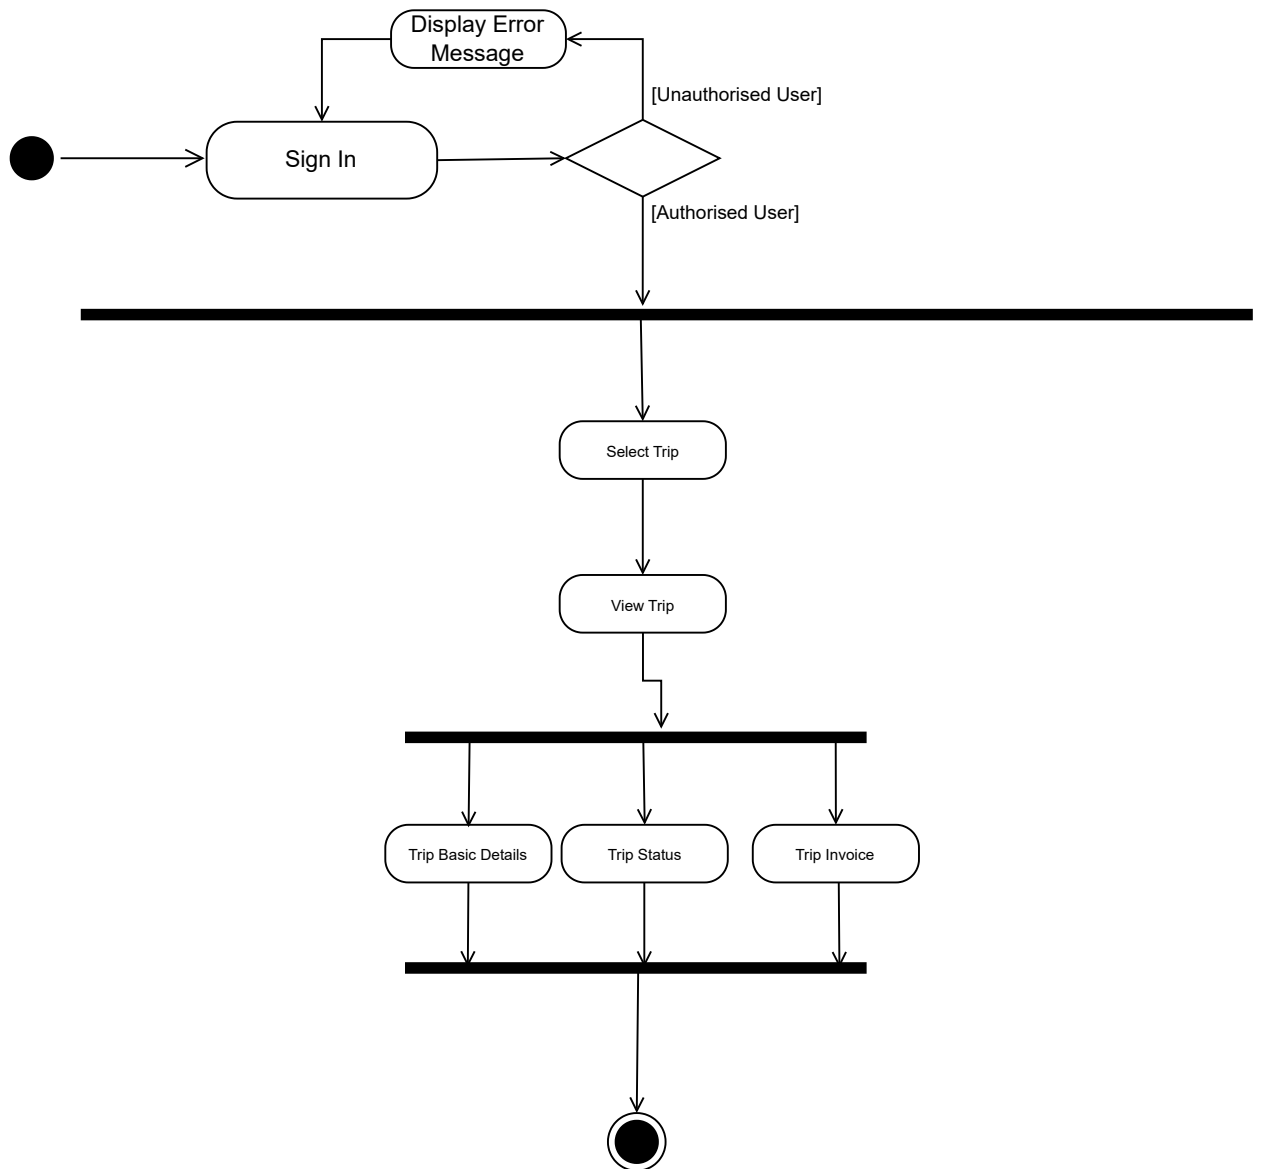 Display Error
Message
[Unauthorised User]
Sign In
[Authorised User]
Select Trip
View Trip
Trip Basic Details
Trip Status
Trip Invoice